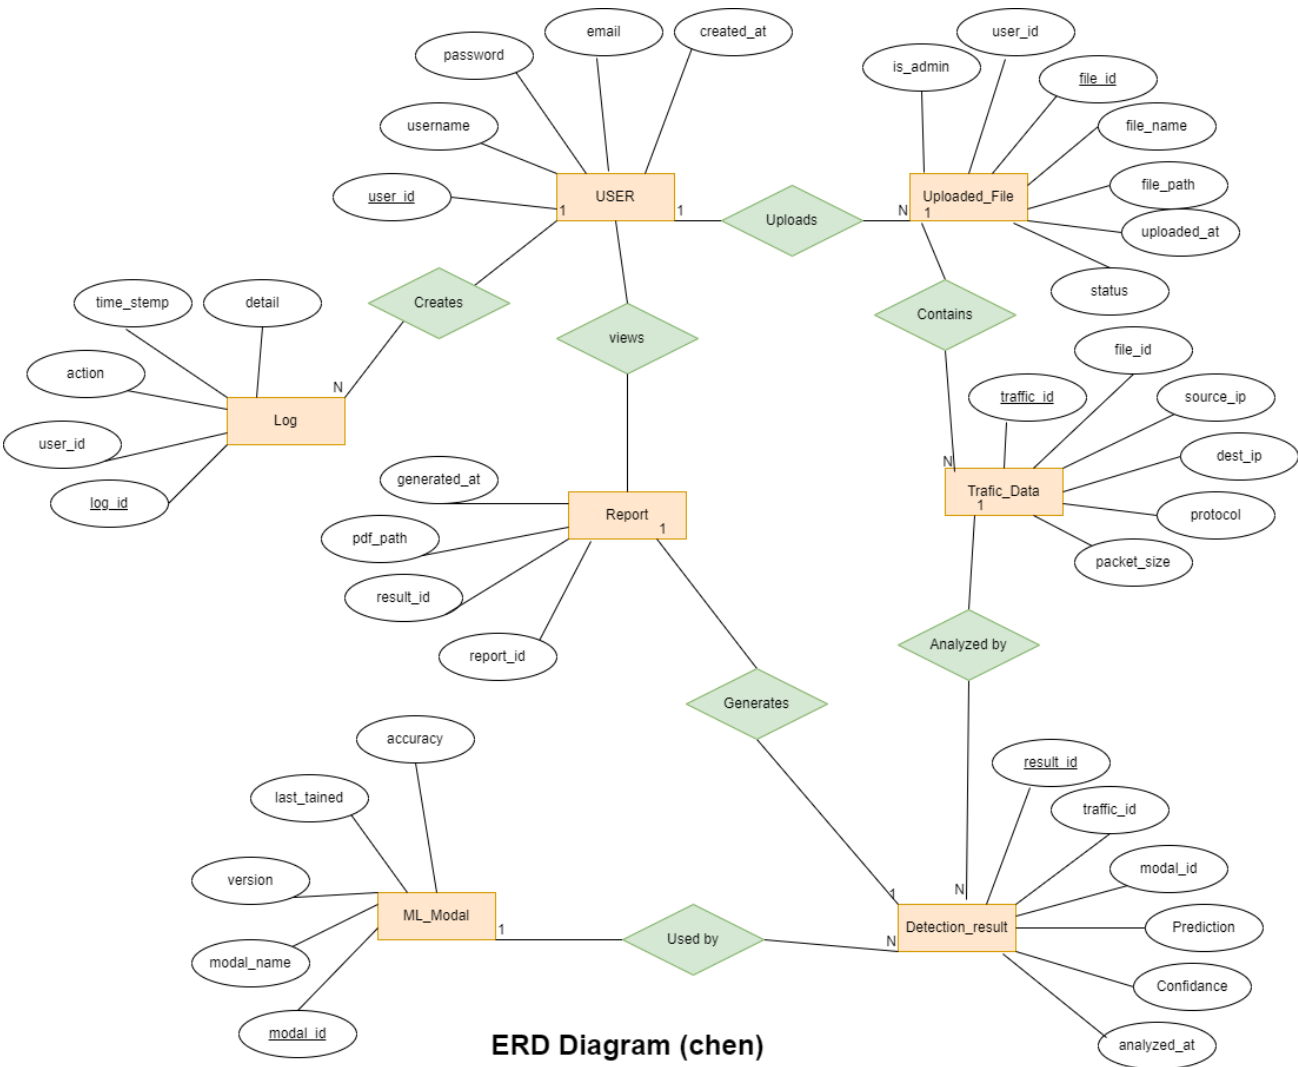 email
created_at
user_id
password
is_admin
file_id
username
file_name
user_id
USER
Uploaded_File
file_path
1
1
Uploads
N
1
uploaded_at
time_stemp
detail
Creates
status
Contains
views
file_id
action
N
traffic_id
source_ip
Log
user_id
dest_ip
log_id
generated_at
N
Trafic_Data
1
protocol
Report
1
pdf_path
packet_size
result_id
report_id
Analyzed by
Generates
accuracy
result_id
last_tained
traffic_id
version
modal_id
N
1
ML_Modal
1
Used by
N
Detection_result
Prediction
modal_name
Confidance
modal_id
analyzed_at
ERD Diagram (chen)